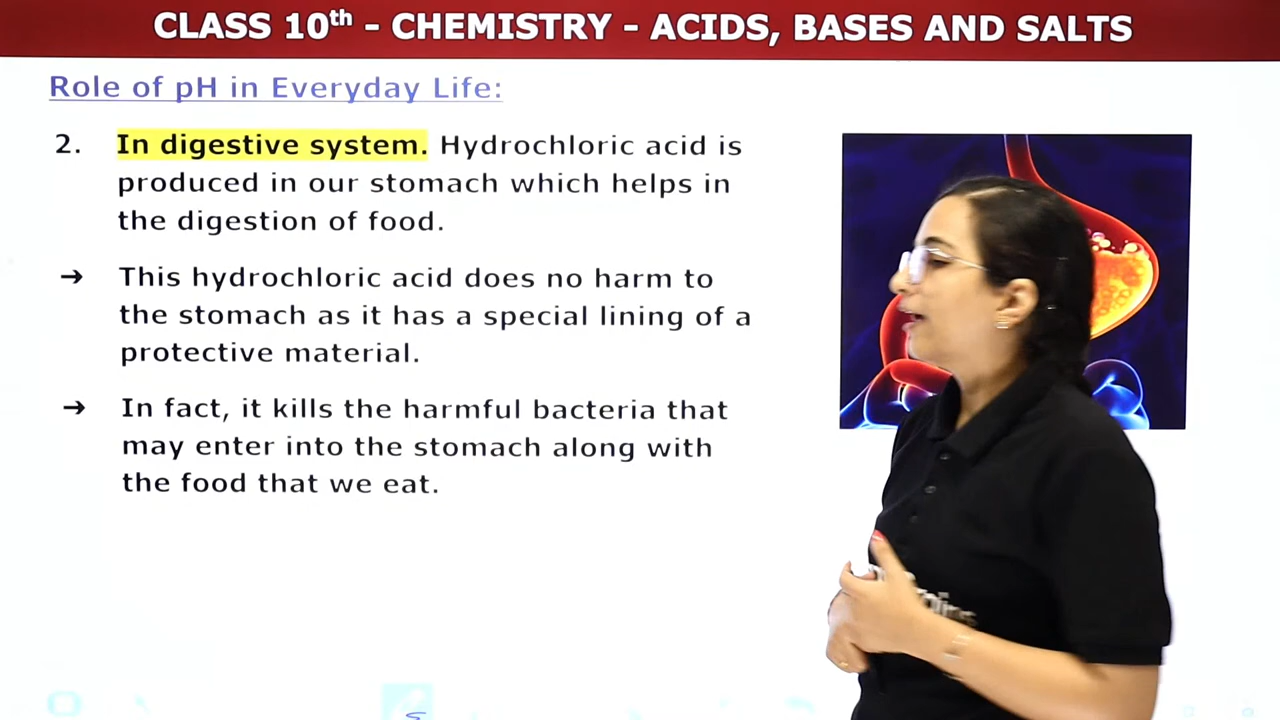 CLASS 10th - CHEMISTRY - ACIDS, BASES AND SALTS
Role of pH in Everyday Life:
2. In digestive system. Hydrochloric acid is
produced in our stomach which helps in
the digestion of food.
➔ This hydrochloric acid does no harm to
the stomach as it has a special lining of a
protective material.
➔ In fact, it kills the harmful bacteria that
may enter into the stomach along with
the food that we eat.